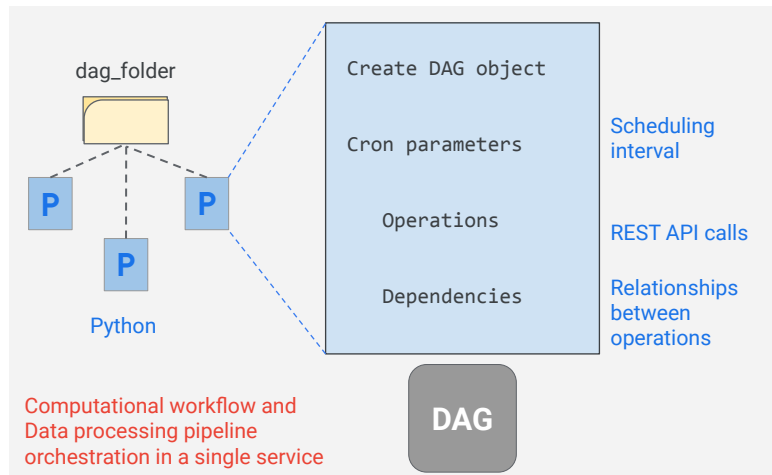 dag_folder
P
P
P
Python
Create DAG object
Cron parameters
Operations
Dependencies
Scheduling
interval
REST API calls
Relationships
between
operations
DAG
Computational workflow and
Data processing pipeline
orchestration in a single service